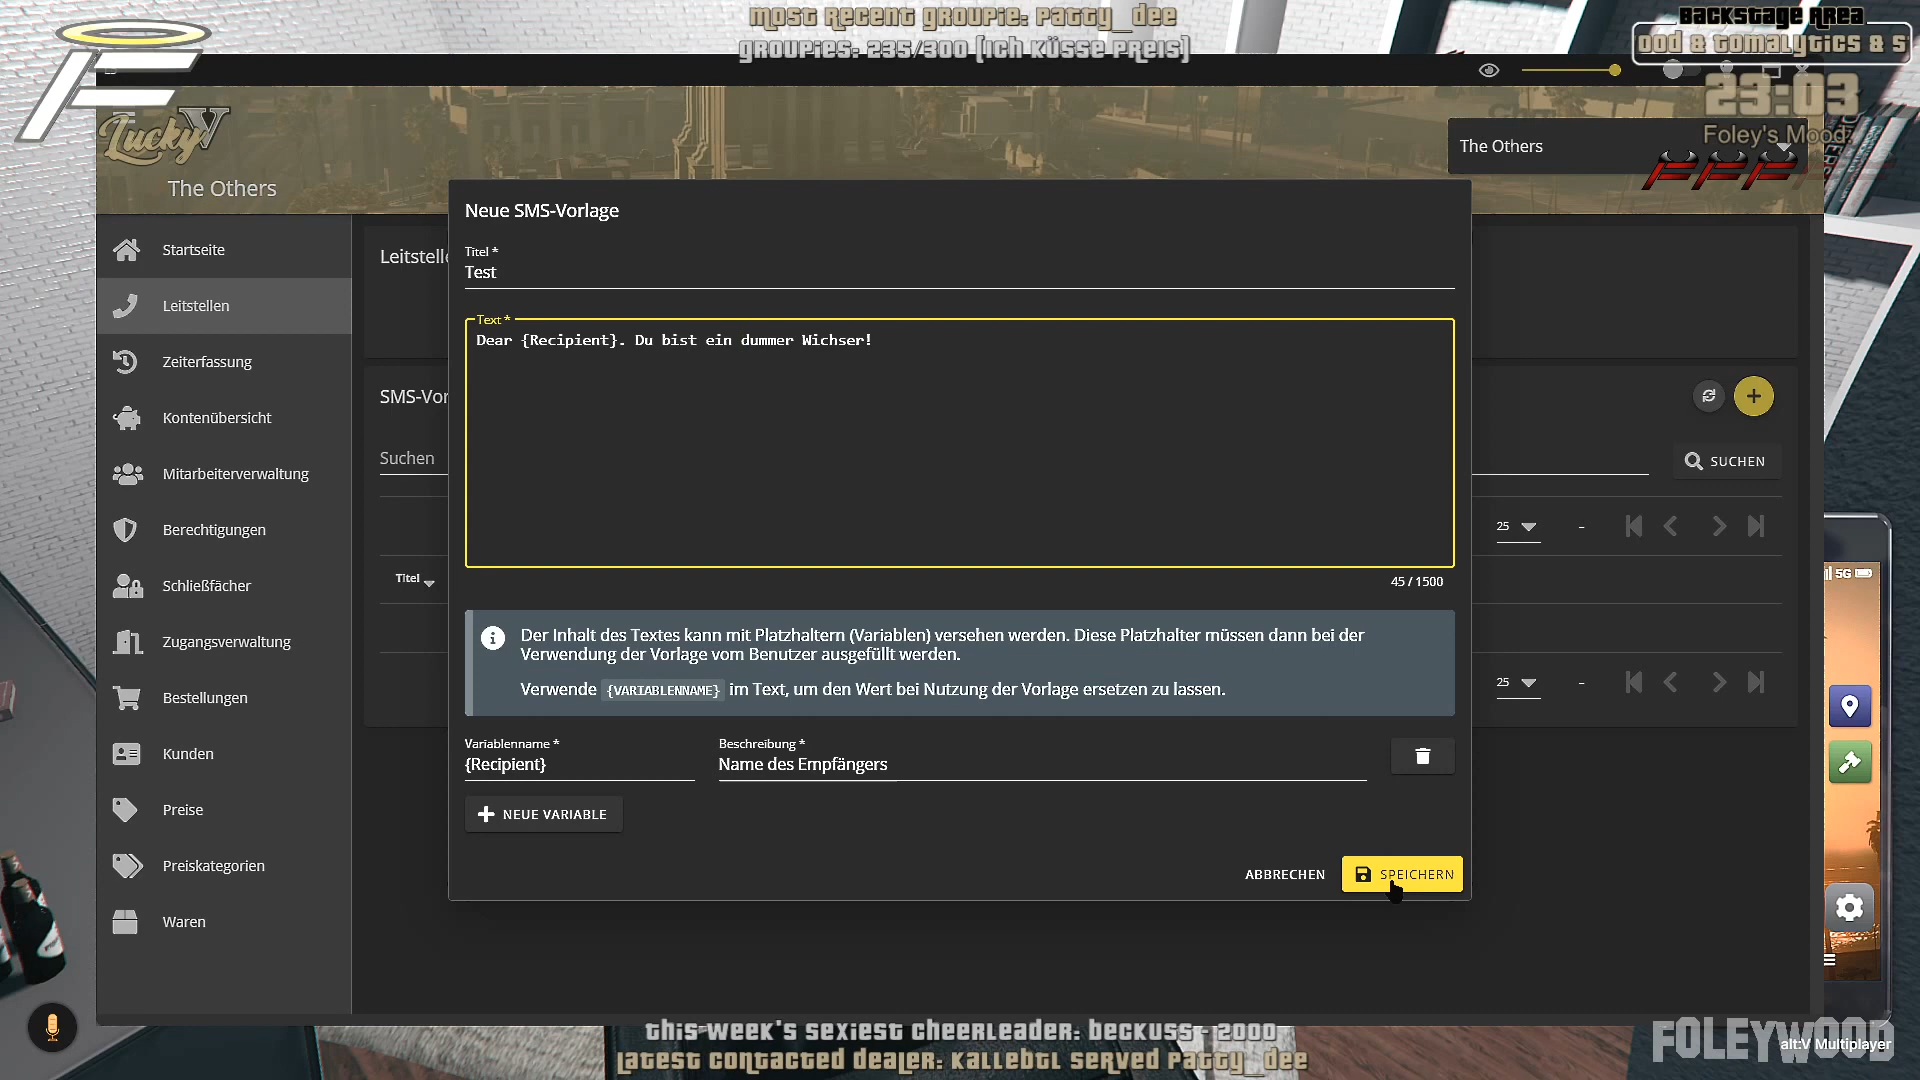 most recent groupie: patty_dee
groupies: 235/300 [ich küsse preis]
Backstage Area
ood & tomalytics & s
23:03
Foley's Mood:
Lucky V
The Others
The Others
Startseite
Leitstellen
Zeiterfassung
Kontenübersicht
Mitarbeiterverwaltung
Berechtigungen
Schließfächer
Zugangsverwaltung
Bestellungen
Kunden
Preise
Preiskategorien
Waren
Leitstelle
SMS-Vor
Suchen
SUCHEN
25
–
Titel
25
–
Neue SMS-Vorlage
Titel *
Test
Text *
Dear {Recipient}. Du bist ein dummer Wichser!
45 / 1500
Der Inhalt des Textes kann mit Platzhaltern (Variablen) versehen werden. Diese Platzhalter müssen dann bei der
Verwendung der Vorlage vom Benutzer ausgefüllt werden.
Verwende {VARIABLENNAME} im Text, um den Wert bei Nutzung der Vorlage ersetzen zu lassen.
Variablenname *
{Recipient}
Beschreibung *
Name des Empfängers
NEUE VARIABLE
ABBRECHEN
SPEICHERN
5G
this week's sexiest cheerleader: beckuss - 2000
latest contacted dealer: kallebtl served patty_dee
FOLEYWOOD
alt:V Multiplayer